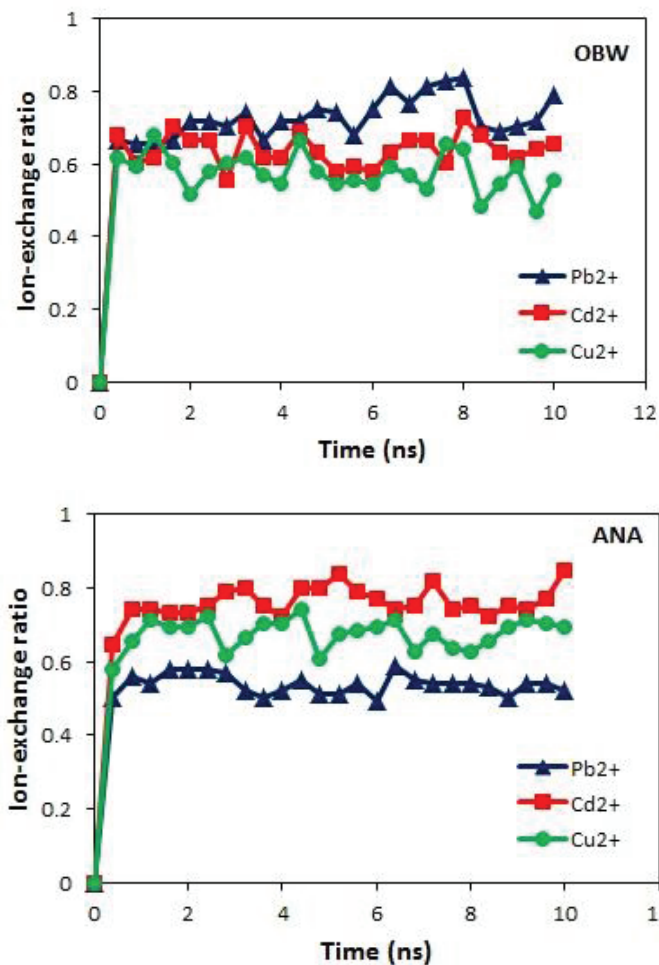 OBW
Ion-exchange ratio
1
0.8
0.6
0.4
0.2
0
Pb2+
Cd2+
Cu2+
0 2 4 6 8 10 12
Time (ns)
ANA
Ion-exchange ratio
1
0.8
0.6
0.4
0.2
0
Pb2+
Cd2+
Cu2+
0 2 4 6 8 10
Time (ns)